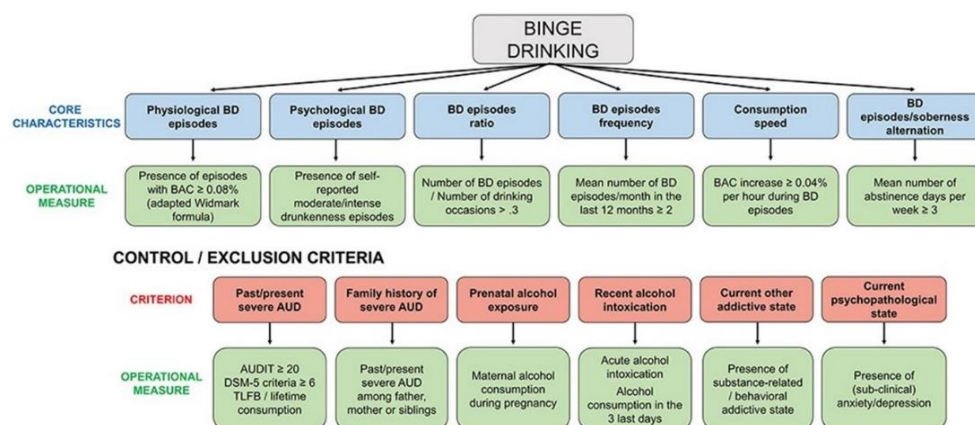 BINGE
DRINKING
CORE
CHARACTERISTICS
Physiological BD
episodes
Psychological BD
episodes
BD episodes
ratio
BD episodes
frequency
Consumption
speed
BD
episodes/soberness
alternation
OPERATIONAL
MEASURE
Presence of episodes
with BAC ≥ 0.08%
(adapted Widmark
formula)
Presence of self-
reported
moderate/intense
drunkenness episodes
Number of BD episodes
/ Number of drinking
occasions > .3
Mean number of BD
episodes/month in the
last 12 months ≥ 2
BAC increase ≥ 0.04%
per hour during BD
episodes
Mean number of
abstinence days per
week ≥ 3
CONTROL / EXCLUSION CRITERIA
CRITERION
Past/present
severe AUD
Family history of
severe AUD
Prenatal alcohol
exposure
Recent alcohol
intoxication
Current other
addictive state
Current
psychopathological
state
OPERATIONAL
MEASURE
AUDIT ≥ 20
DSM-5 criteria ≥ 6
TLFB / lifetime
consumption
Past/present
severe AUD
among father,
mother or siblings
Maternal alcohol
consumption
during pregnancy
Acute alcohol
intoxication
Alcohol
consumption in the
3 last days
Presence of
substance-related
/ behavioral
addictive state
Presence of
(sub-clinical)
anxiety/depression